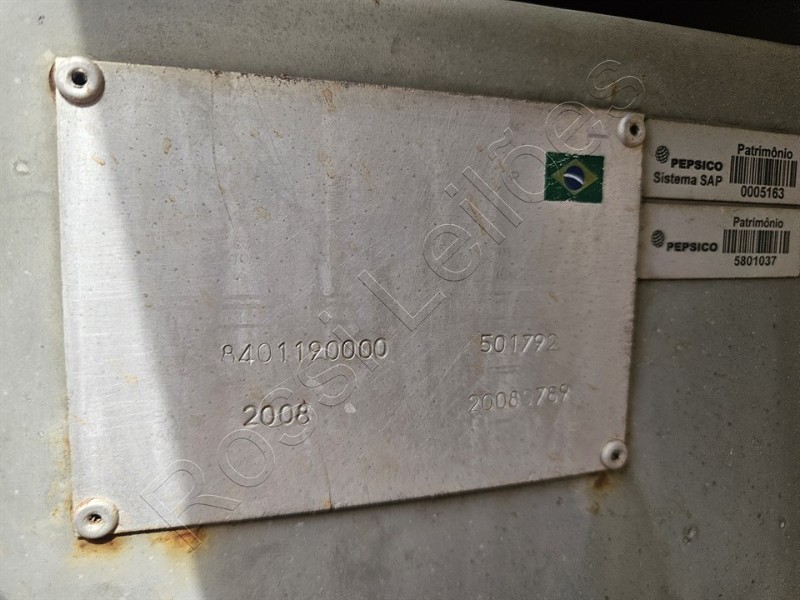 Patrimônio
PEPSICO
Sistema SAP
0005163
Patrimônio
PEPSICO
5801037
8401190000 501792
2008
Rossi Leilões